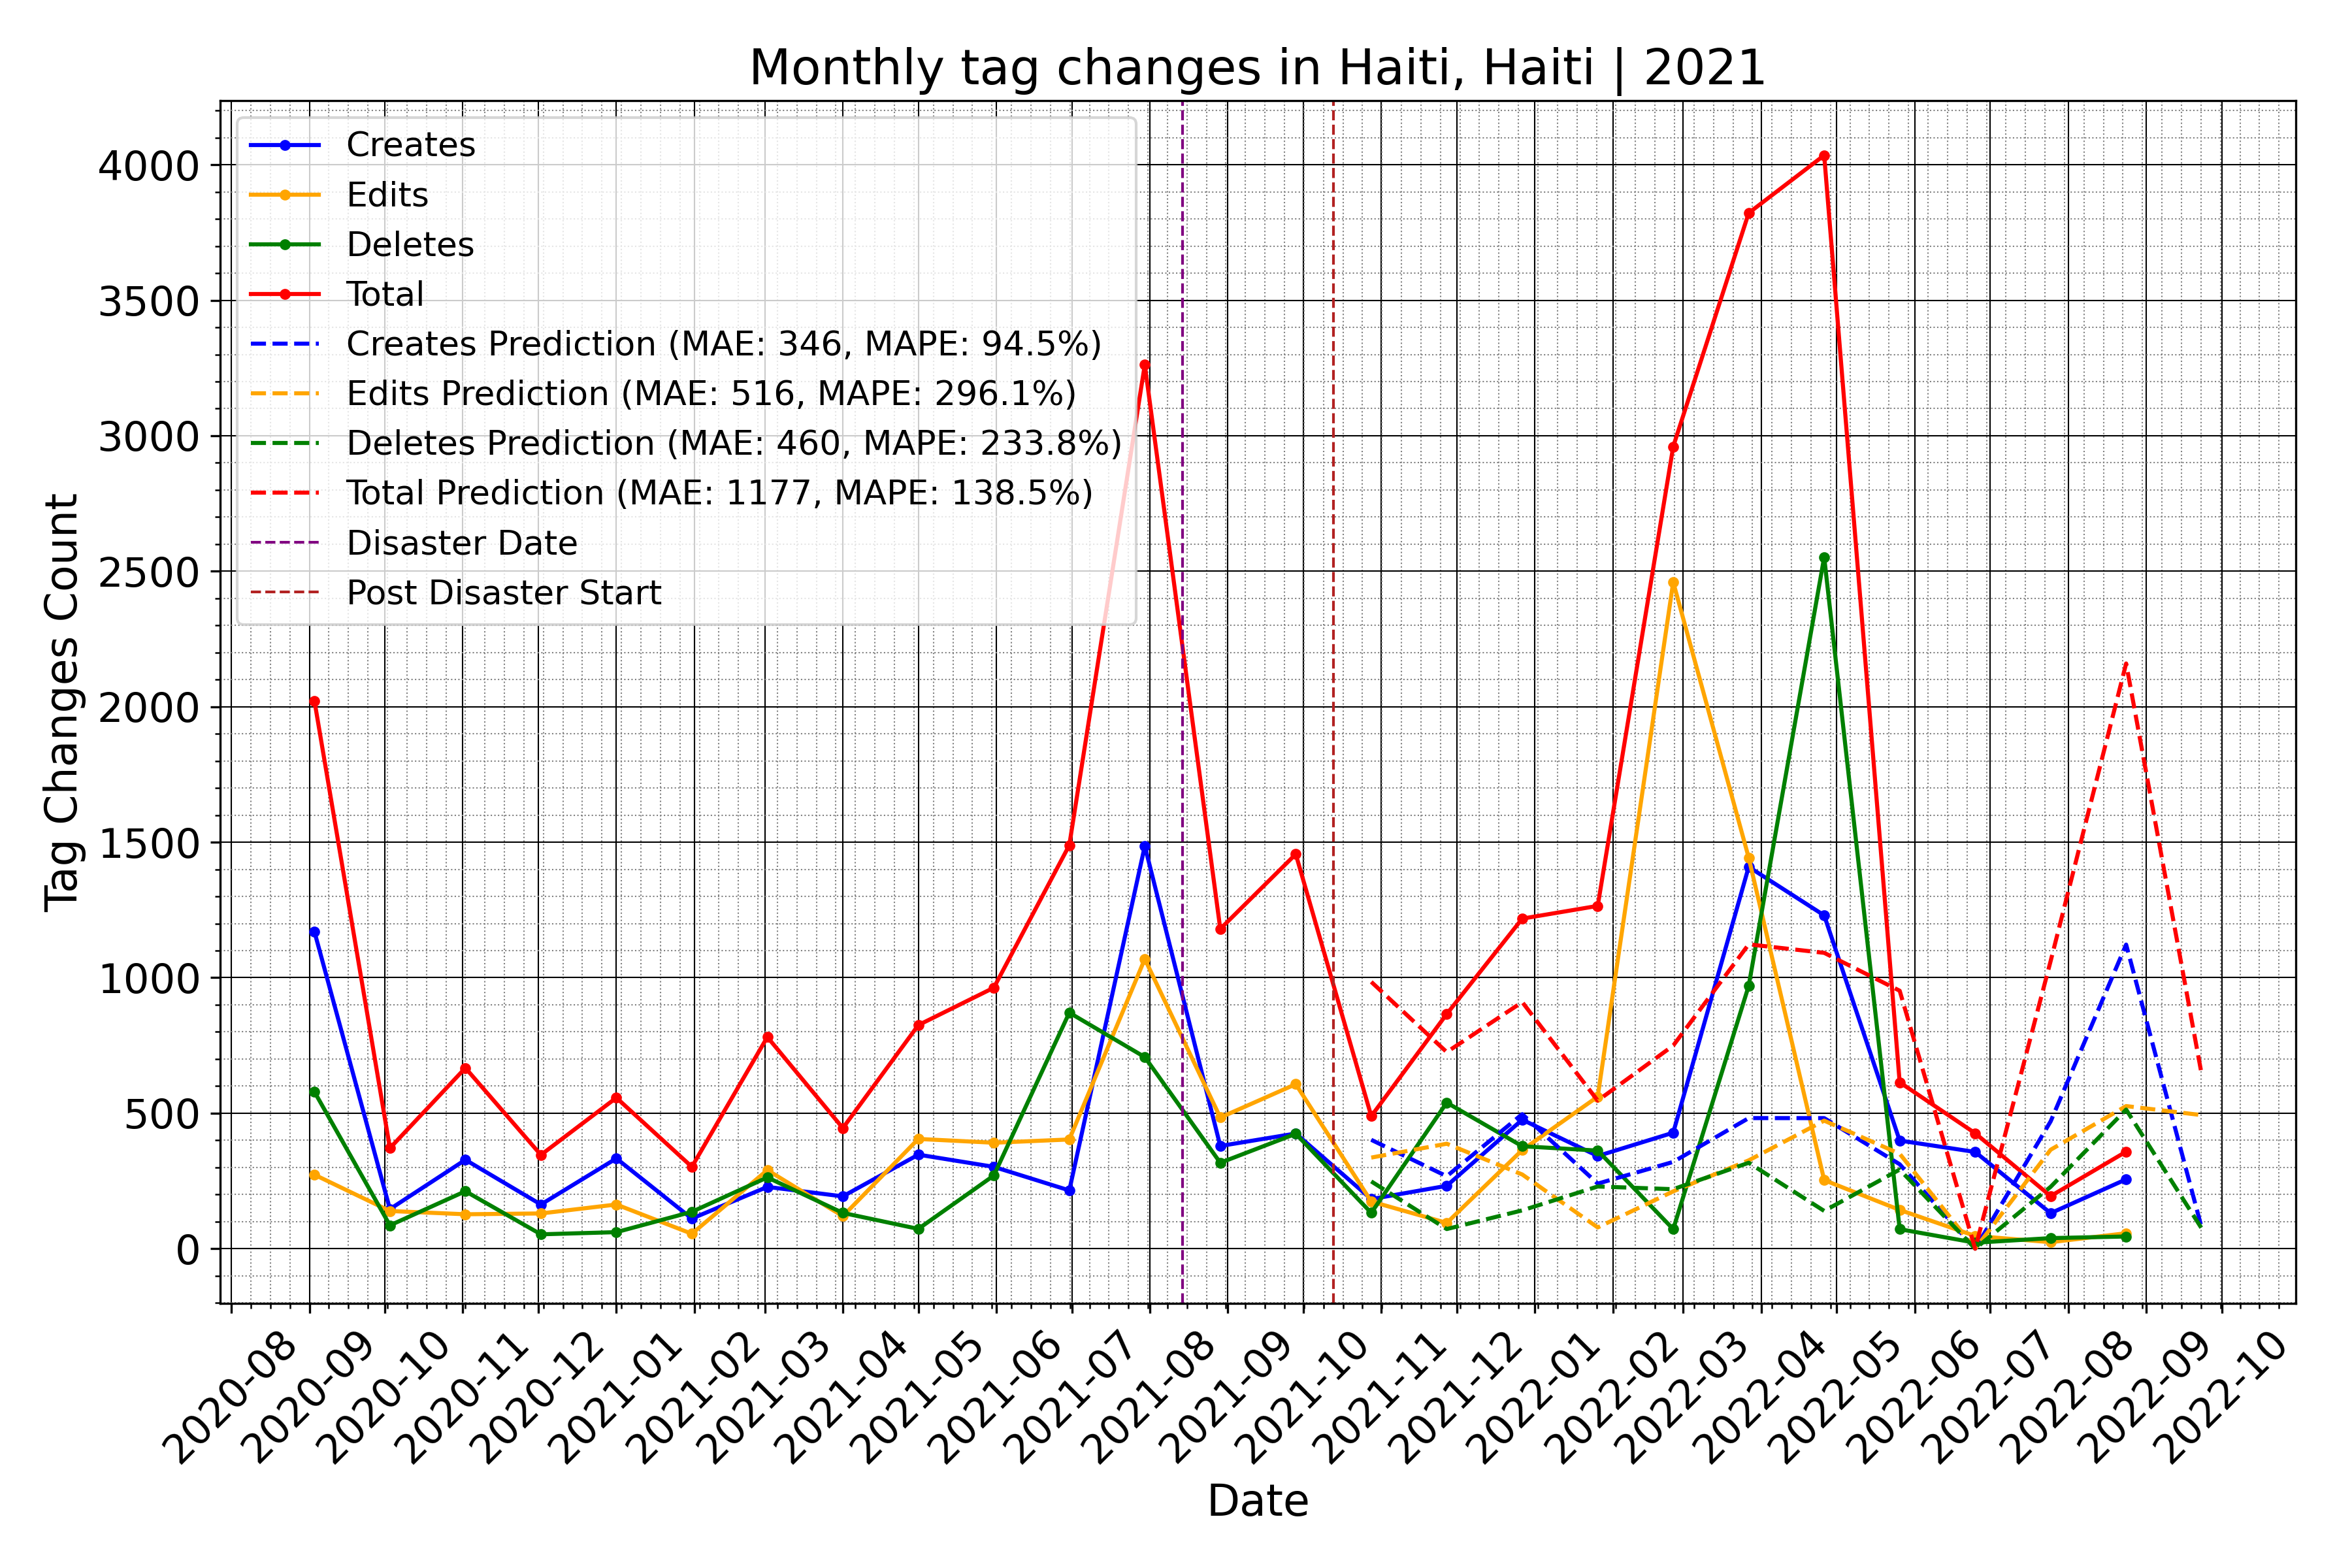 Monthly tag changes in Haiti, Haiti | 2021
Creates
Edits
Deletes
Total
Creates Prediction (MAE: 346, MAPE: 94.5%)
Edits Prediction (MAE: 516, MAPE: 296.1%)
Deletes Prediction (MAE: 460, MAPE: 233.8%)
Total Prediction (MAE: 1177, MAPE: 138.5%)
Disaster Date
Post Disaster Start
Tag Changes Count
4000
3500
3000
2500
2000
1500
1000
500
0
2020-08
2020-09
2020-10
2020-11
2020-12
2021-01
2021-02
2021-03
2021-04
2021-05
2021-06
2021-07
2021-08
2021-09
2021-10
2021-11
2021-12
2022-01
2022-02
2022-03
2022-04
2022-05
2022-06
2022-07
2022-08
2022-09
2022-10
Date